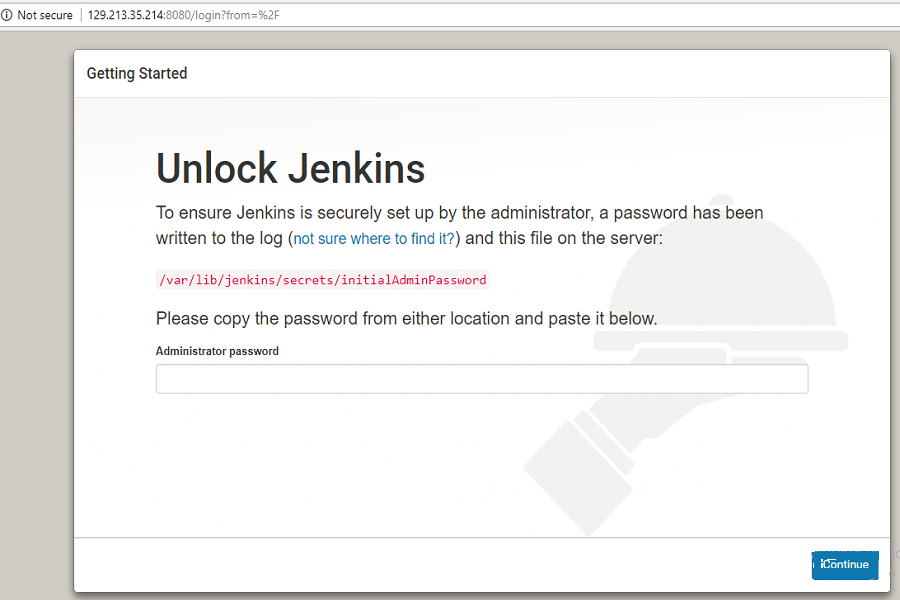 Not secure | 129.213.35.214:8080/login?from=%2F
Getting Started
Unlock Jenkins
To ensure Jenkins is securely set up by the administrator, a password has been
written to the log (not sure where to find it?) and this file on the server:
/var/lib/jenkins/secrets/initialAdminPassword
Please copy the password from either location and paste it below.
Administrator password
Continue